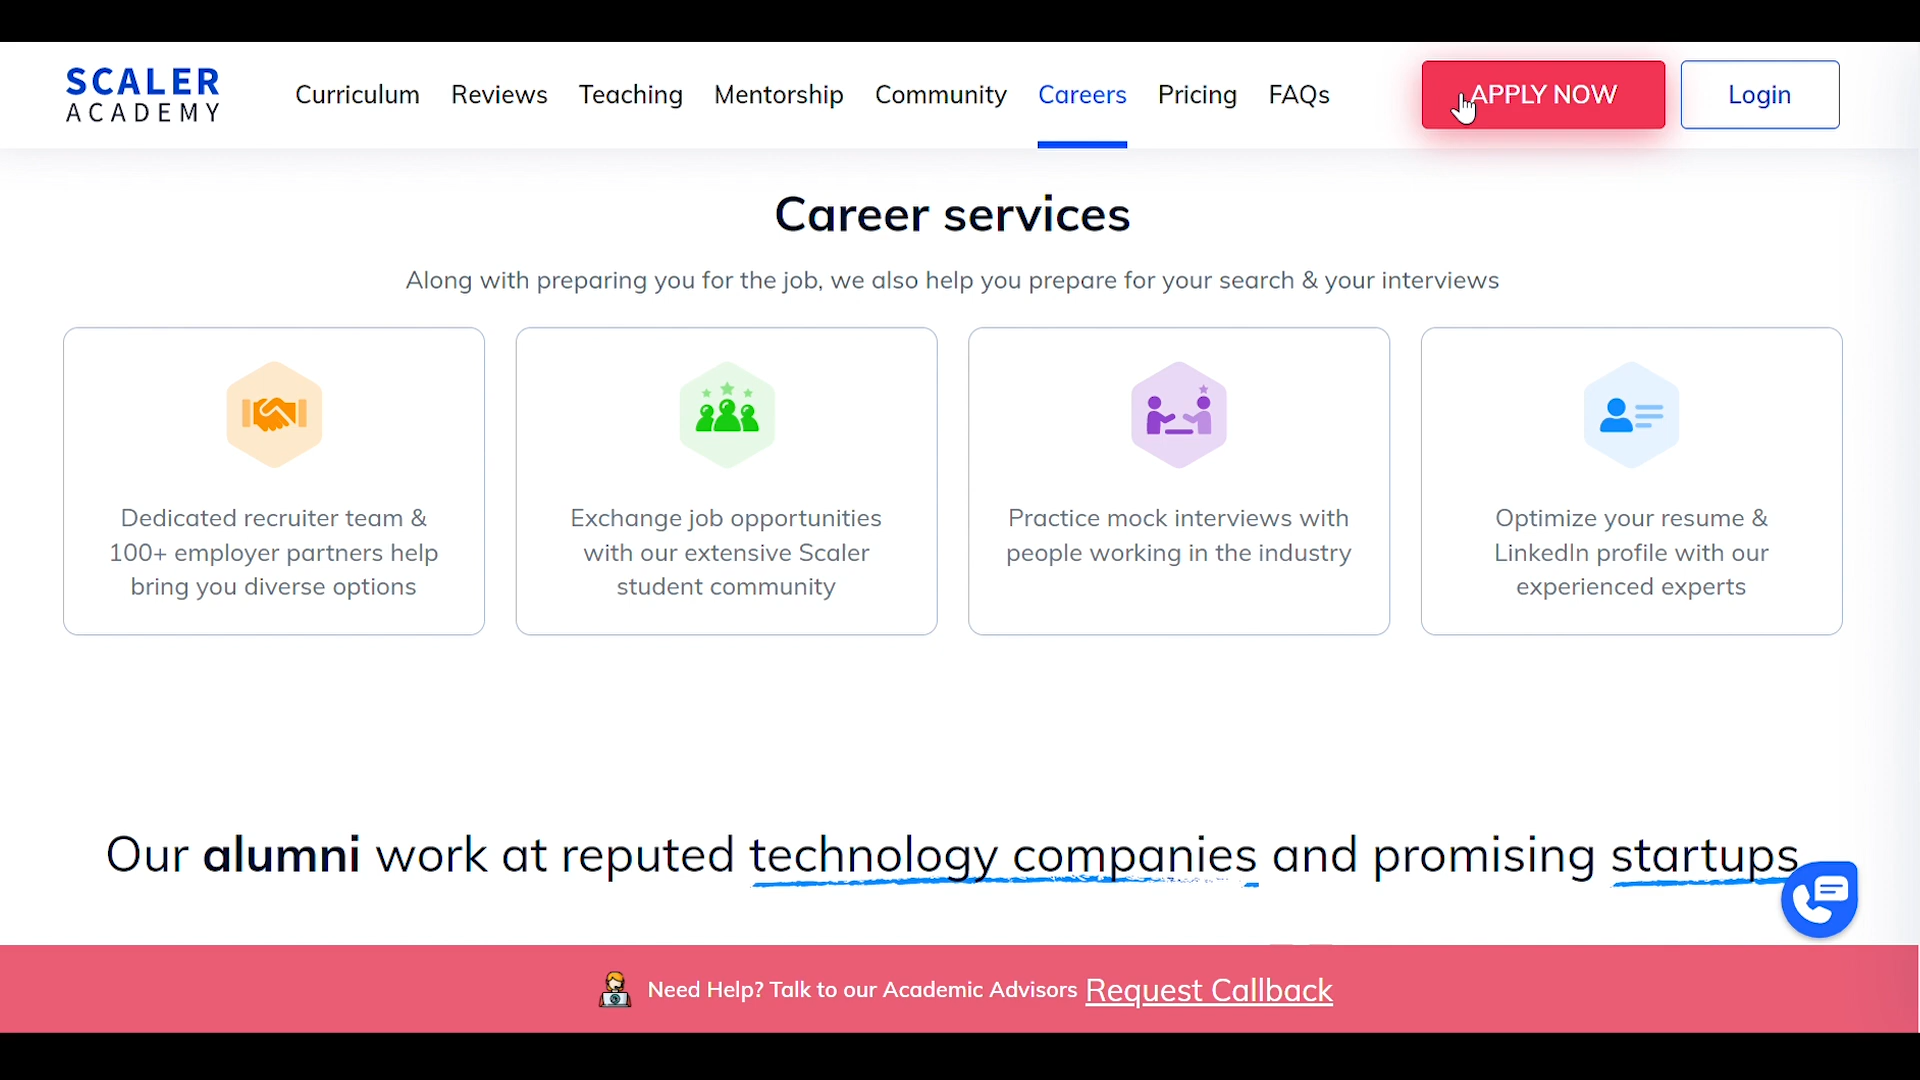 SCALER
ACADEMY
Curriculum Reviews Teaching Mentorship Community Careers Pricing FAQs APPLY NOW Login
Career services
Along with preparing you for the job, we also help you prepare for your search & your interviews
Dedicated recruiter team &
100+ employer partners help
bring you diverse options
Exchange job opportunities
with our extensive Scaler
student community
Practice mock interviews with
people working in the industry
Optimize your resume &
LinkedIn profile with our
experienced experts
Our alumni work at reputed technology companies and promising startups
Need Help? Talk to our Academic Advisors Request Callback